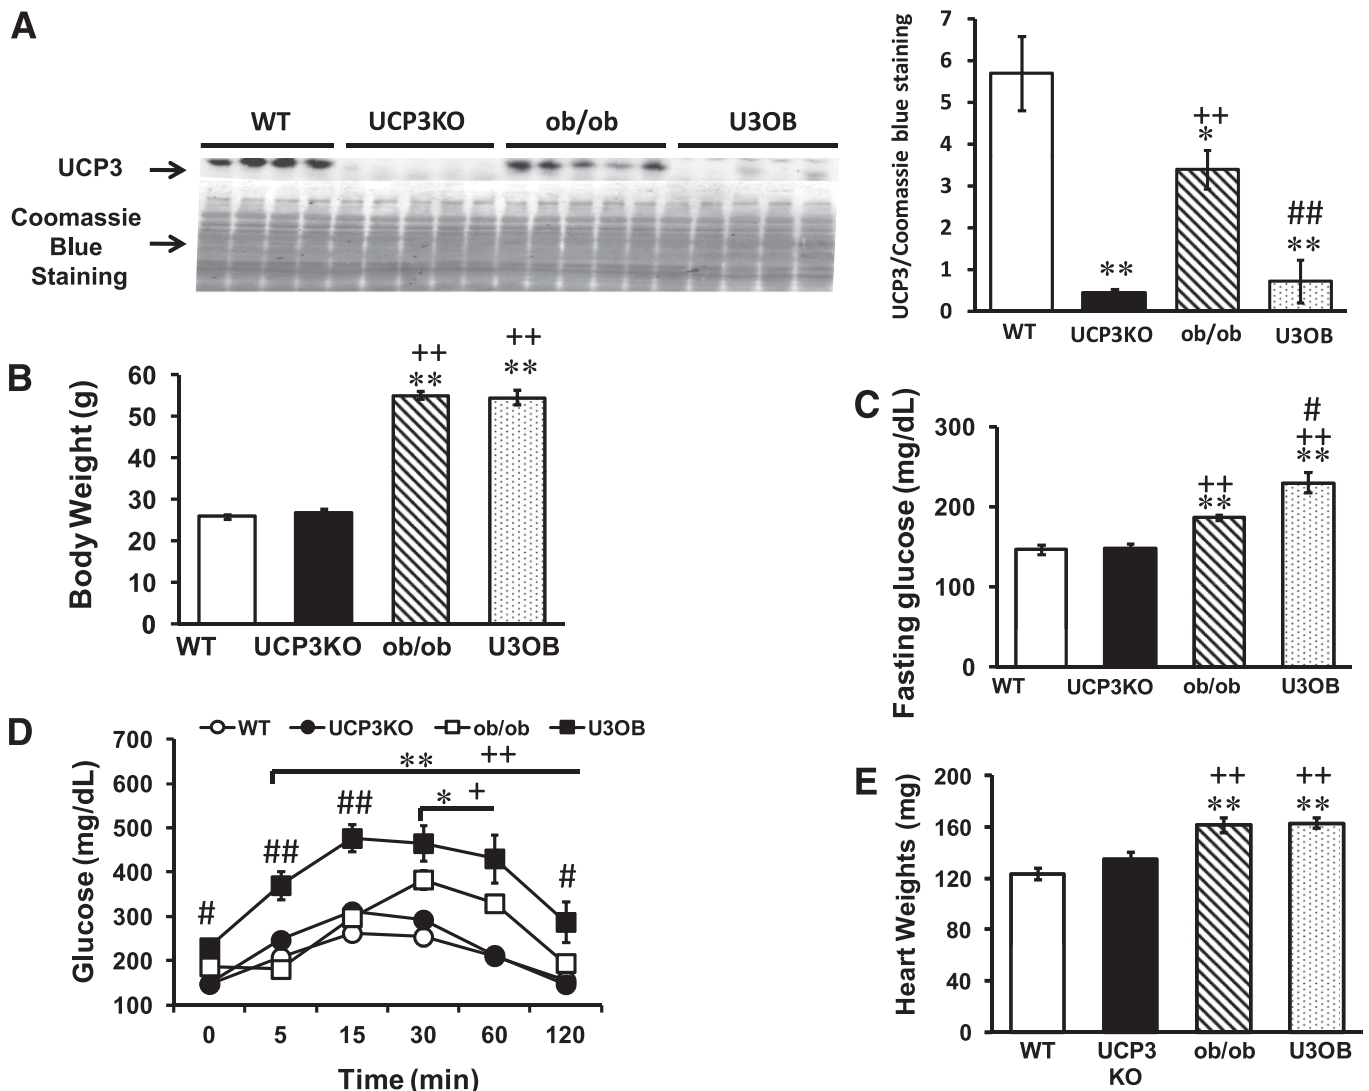 A
WT UCP3KO ob/ob U3OB
UCP3
Coomassie
Blue
Staining
UCP3/Coomassie blue staining
7
6
5
4
3
2
1
0
++
*
##
**
**
WT UCP3KO ob/ob U3OB
B
Body Weight (g)
60
50
40
30
20
10
0
++
**
++
**
WT UCP3KO ob/ob U3OB
C
Fasting glucose (mg/dL)
300
200
100
0
++
**
#
++
**
WT UCP3KO ob/ob U3OB
D
WT UCP3KO ob/ob U3OB
Glucose (mg/dL)
700
600
500
400
300
200
100
** ++
* +
#
##
##
#
0 5 15 30 60 120
Time (min)
E
Heart Weights (mg)
200
160
120
80
40
0
++
**
++
**
WT UCP3 ob/ob U3OB
KO